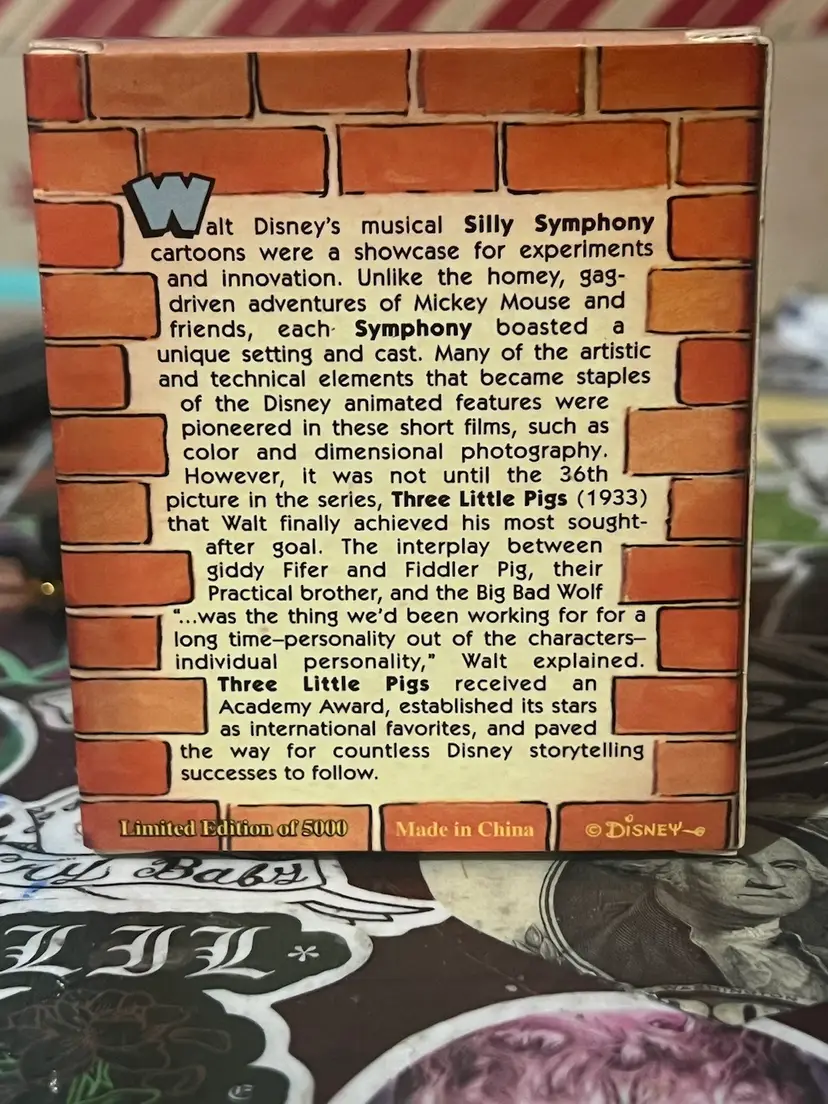 Walt Disney's musical Silly Symphony
cartoons were a showcase for experiments
and innovation. Unlike the homey, gag-
driven adventures of Mickey Mouse and
friends, each Symphony boasted a
unique setting and cast. Many of the artistic
and technical elements that became staples
of the Disney animated features were
pioneered in these short films, such as
color and dimensional photography.
However, it was not until the 36th
picture in the series, Three Little Pigs (1933)
that Walt finally achieved his most sought-
after goal. The interplay between
giddy Fifer and Fiddler Pig, their
Practical brother, and the Big Bad Wolf
"...was the thing we'd been working for for a
long time–personality out of the characters–
individual personality," Walt explained.
Three Little Pigs received an
Academy Award, established its stars
as international favorites, and paved
the way for countless Disney storytelling
successes to follow.
Limited Edition of 5000 Made in China © DISNEY
Baby
LIL*